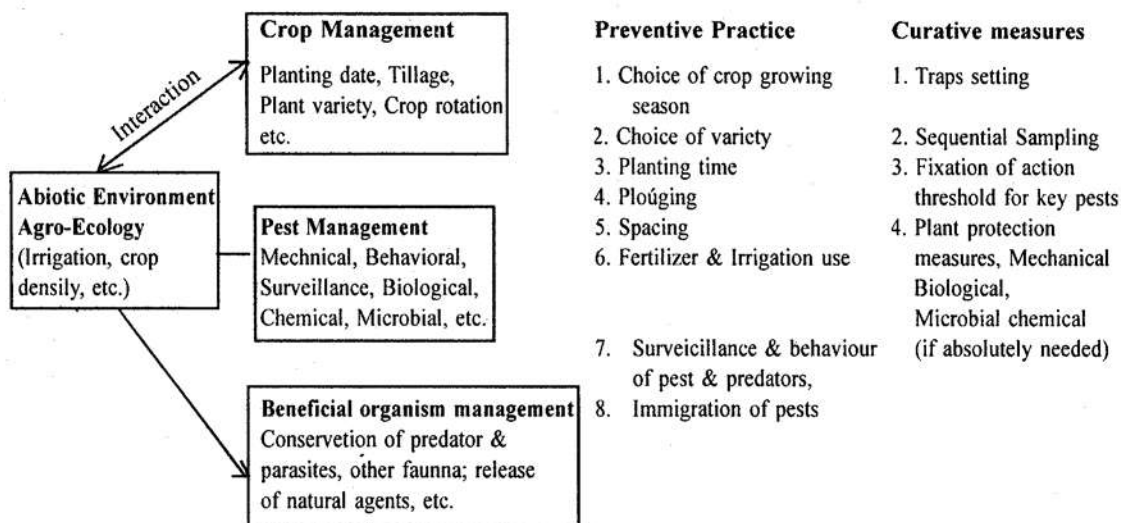 Crop Management
Planting date, Tillage,
Plant variety, Crop rotation
etc.
Interaction
Abiotic Environment
Agro-Ecology
(Irrigation, crop
densily, etc.)
Pest Management
Mechnical, Behavioral,
Surveillance, Biological,
Chemical, Microbial, etc.
Beneficial organism management
Conservetion of predator &
parasites, other faunna; release
of natural agents, etc.
Preventive Practice
1. Choice of crop growing
season
2. Choice of varicty
3. Planting time
4. Ploúging
5. Spacing
6. Fertilizer & Irrigation use
7. Surveicillance & behaviour
of pest & predators,
8. Immigration of pests
Curative measures
1. Traps setting
2. Sequential Sampling
3. Fixation of action
threshold for key pests
4. Plant protection
measures, Mechanical
Biological,
Microbial chemical
(if absolutely needed)